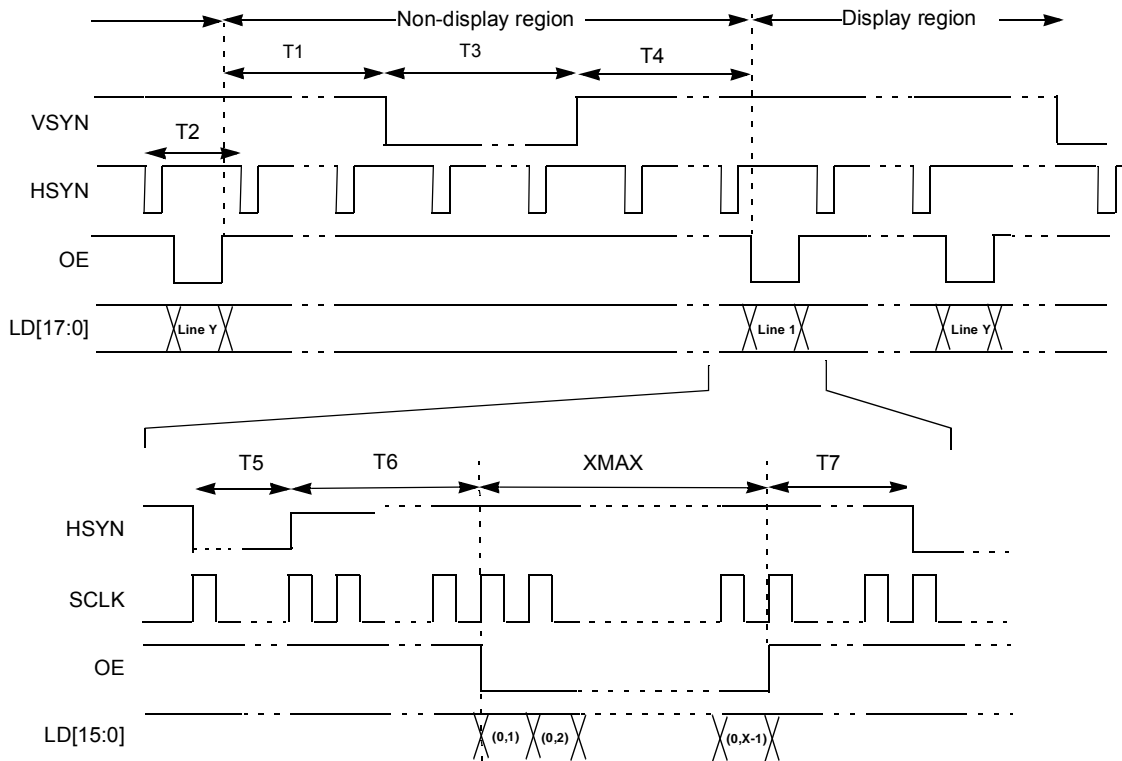 Non-display region
Display region
T1
T3
T4
VSYN
T2
HSYN
OE
LD[17:0]
Line Y
Line 1
Line Y
T5
T6
XMAX
T7
HSYN
SCLK
OE
LD[15:0]
(0,1)
(0,2)
(0,X-1)